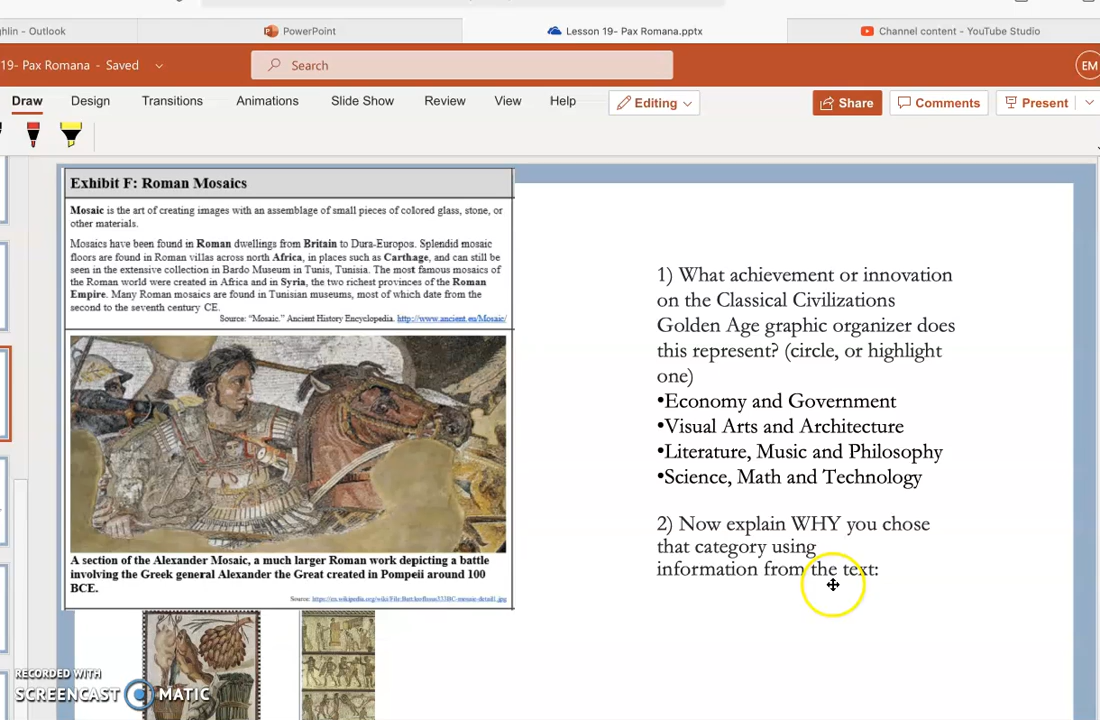 ghlin - Outlook
PowerPoint
Lesson 19- Pax Romana.pptx
Channel content - YouTube Studio
19- Pax Romana - Saved
Search
EM
Draw
Design
Transitions
Animations
Slide Show
Review
View
Help
Editing
Share
Comments
Present
Exhibit F: Roman Mosaics
Mosaic is the art of creating images with an assemblage of small pieces of colored glass, stone, or
other materials.
Mosaics have been found in Roman dwellings from Britain to Dura-Europos. Splendid mosaic
floors are found in Roman villas across north Africa, in places such as Carthage, and can still be
seen in the extensive collection in Bardo Museum in Tunis, Tunisia. The most famous mosaics of
the Roman world were created in Africa and in Syria, the two richest provinces of the Roman
Empire. Many Roman mosaics are found in Tunisian museums, most of which date from the
second to the seventh century CE.
Source: "Mosaic." Ancient History Encyclopedia. http://www.ancient.eu/Mosaic/
A section of the Alexander Mosaic, a much larger Roman work depicting a battle
involving the Greek general Alexander the Great created in Pompeii around 100
BCE.
Source:
1) What achievement or innovation
on the Classical Civilizations
Golden Age graphic organizer does
this represent? (circle, or highlight
one)
•Economy and Government
•Visual Arts and Architecture
•Literature, Music and Philosophy
•Science, Math and Technology
2) Now explain WHY you chose
that category using
information from the text:
RECORDED WITH
SCREENCAST MATIC